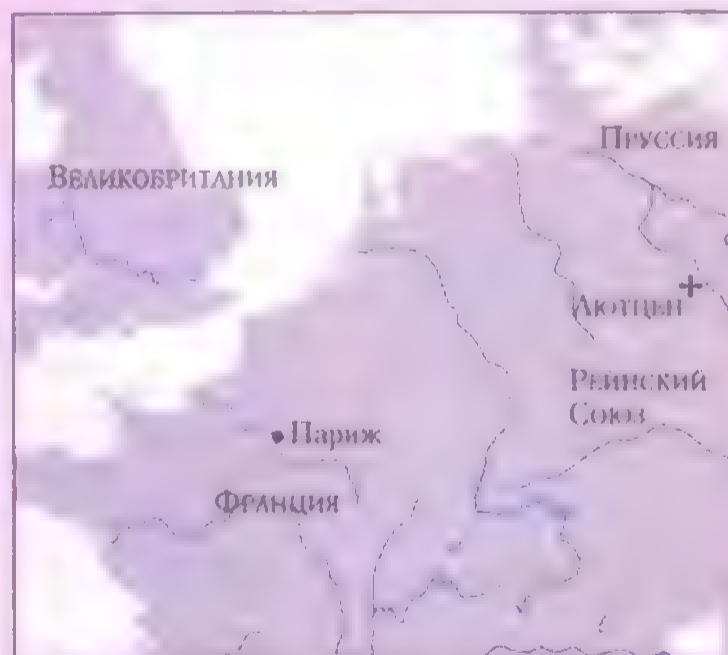 Пруссия
Великобритания
Лютцен
Рейнский
Союз
Париж
Франция